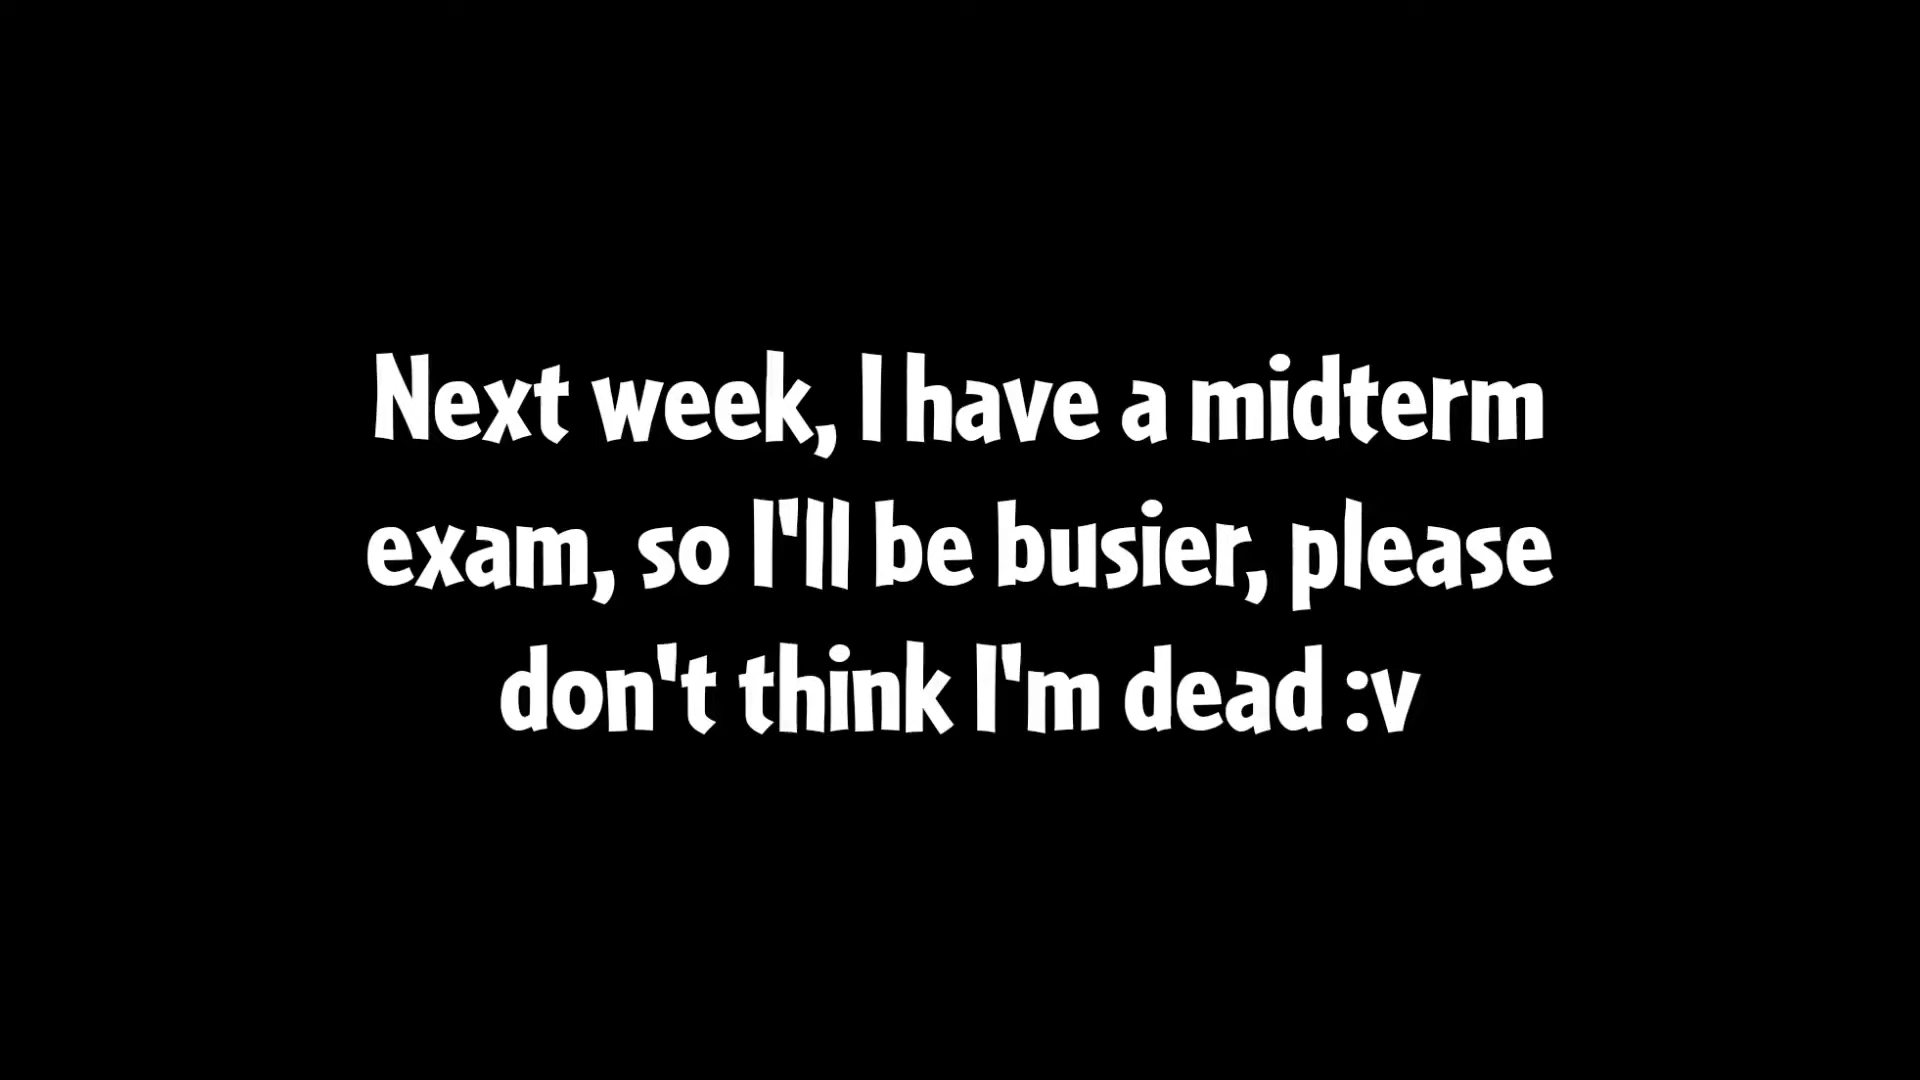 Next week, I have a midterm
exam, so I'll be busier, please
don't think I'm dead :v